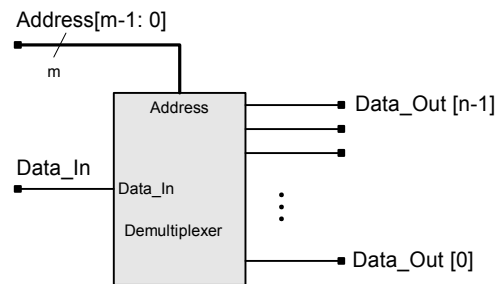 Address[m-1: 0]
m
Address
Data_Out [n-1]
Data_In
Data_In
Demultiplexer
Data_Out [0]